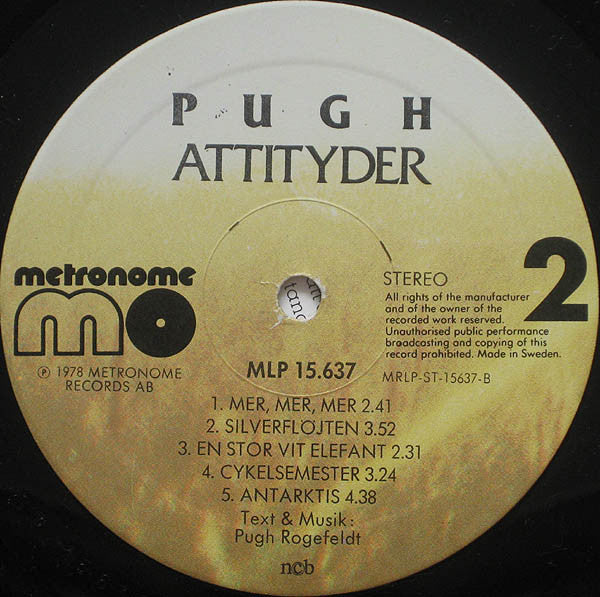 PUGH
ATTITYDER
metronome
mo
℗ 1978 METRONOME
RECORDS AB
2
STEREO
All rights of the manufacturer
and of the owner of the
recorded work reserved.
Unauthorised public performance
broadcasting and copying of this
record prohibited. Made in Sweden.
MLP 15.637
MRLP-ST-15637-B
1. MER, MER, MER 2.41
2. SILVERFLÖJTEN 3.52
3. EN STOR VIT ELEFANT 2.31
4. CYKELSEMESTER 3.24
5. ANTARKTIS 4.38
Text & Musik:
Pugh Rogefeldt
ncb